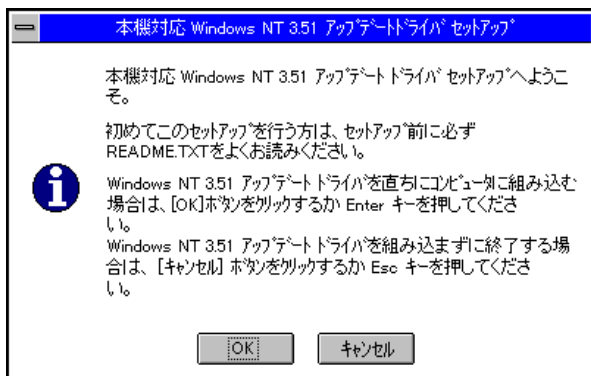 本機対応 Windows NT 3.51 ｱｯﾌﾟﾃﾞｰﾄﾄﾞﾗｲﾊﾞ ｾｯﾄｱｯﾌﾟ
本機対応 Windows NT 3.51 ｱｯﾌﾟﾃﾞｰﾄ ﾄﾞﾗｲﾊﾞ ｾｯﾄｱｯﾌﾟへようこ
そ。
初めてこのｾｯﾄｱｯﾌﾟを行う方は、ｾｯﾄｱｯﾌﾟ前に必ず
README.TXTをよくお読みください。
Windows NT 3.51 ｱｯﾌﾟﾃﾞｰﾄ ﾄﾞﾗｲﾊﾞを直ちにｺﾝﾋﾟｭｰﾀに組み込む
場合は、[OK]ﾎﾞﾀﾝをｸﾘｯｸするか Enter キーを押してくださ
い。
Windows NT 3.51 ｱｯﾌﾟﾃﾞｰﾄ ﾄﾞﾗｲﾊﾞを組み込まずに終了する場
合は、[ｷｬﾝｾﾙ] ﾎﾞﾀﾝをｸﾘｯｸするか Esc キーを押してくださ
い。
OK
ｷｬﾝｾﾙ